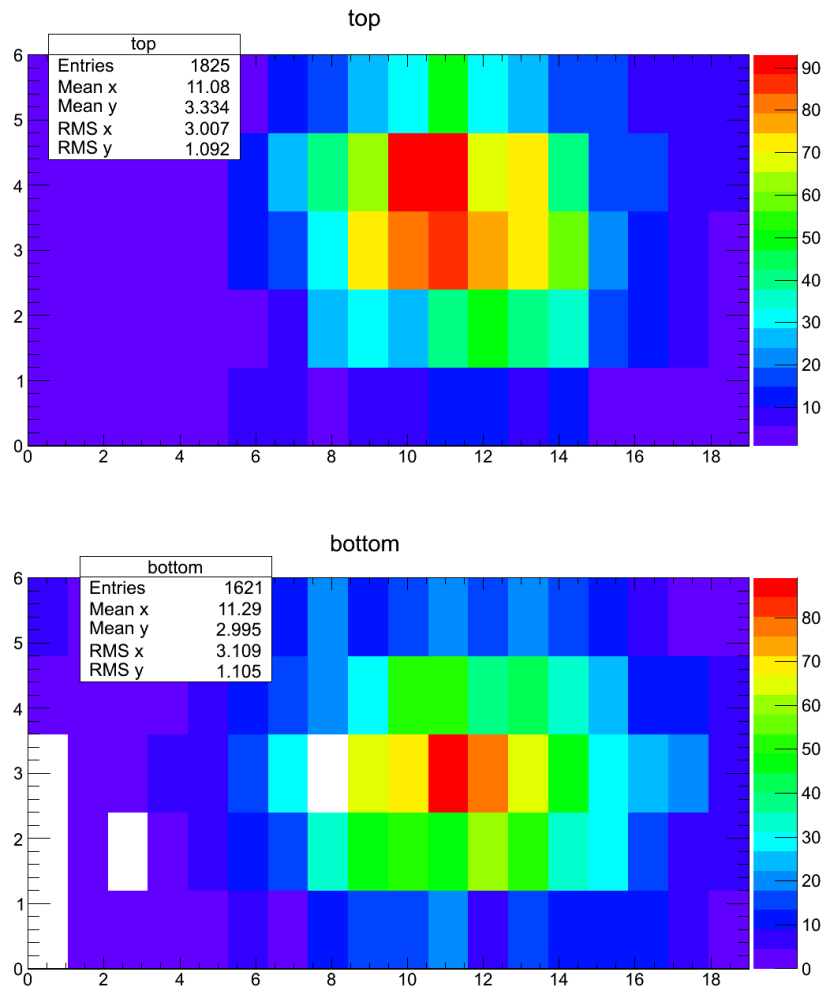 top
top
Entries 1825
Mean x 11.08
Mean y 3.334
RMS x 3.007
RMS y 1.092
6
5
4
3
2
1
0
0 2 4 6 8 10 12 14 16 18
90
80
70
60
50
40
30
20
10
bottom
bottom
Entries 1621
Mean x 11.29
Mean y 2.995
RMS x 3.109
RMS y 1.105
6
5
4
3
2
1
0
0 2 4 6 8 10 12 14 16 18
80
70
60
50
40
30
20
10
0